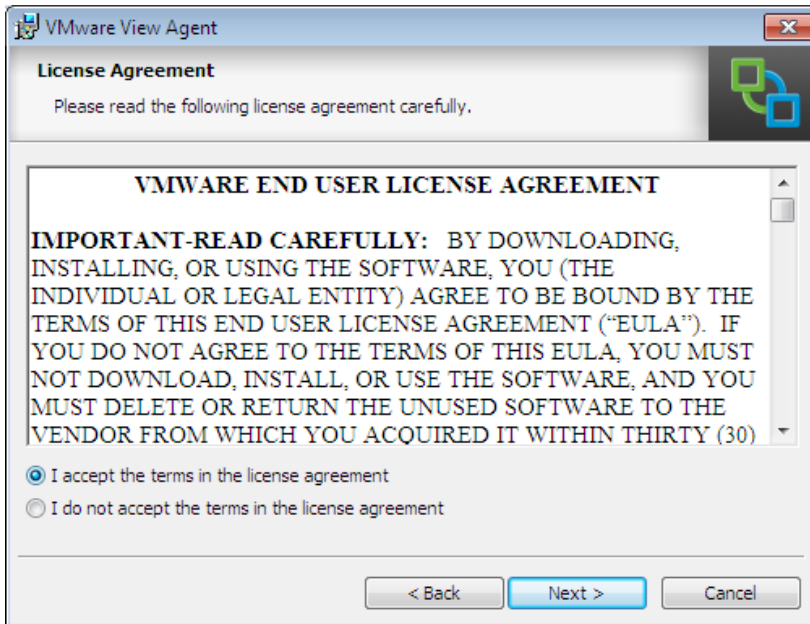 VMware View Agent
License Agreement
Please read the following license agreement carefully.
VMWARE END USER LICENSE AGREEMENT
IMPORTANT-READ CAREFULLY: BY DOWNLOADING,
INSTALLING, OR USING THE SOFTWARE, YOU (THE
INDIVIDUAL OR LEGAL ENTITY) AGREE TO BE BOUND BY THE
TERMS OF THIS END USER LICENSE AGREEMENT (“EULA”). IF
YOU DO NOT AGREE TO THE TERMS OF THIS EULA, YOU MUST
NOT DOWNLOAD, INSTALL, OR USE THE SOFTWARE, AND YOU
MUST DELETE OR RETURN THE UNUSED SOFTWARE TO THE
VENDOR FROM WHICH YOU ACQUIRED IT WITHIN THIRTY (30)
I accept the terms in the license agreement
I do not accept the terms in the license agreement
< Back Next > Cancel